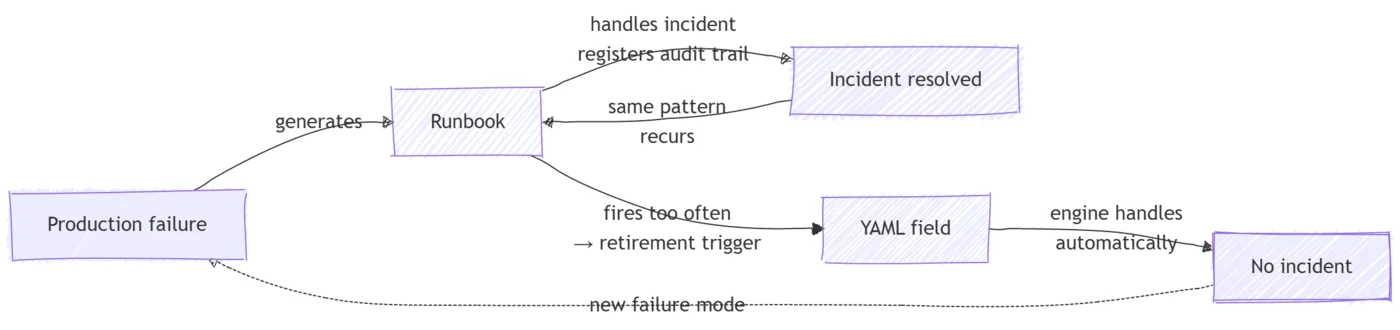 handles incident
registers audit trail
Incident resolved
same pattern
recurs
generates
Runbook
Production failure
fires too often
→ retirement trigger
YAML field
engine handles
automatically
No incident
new failure mode